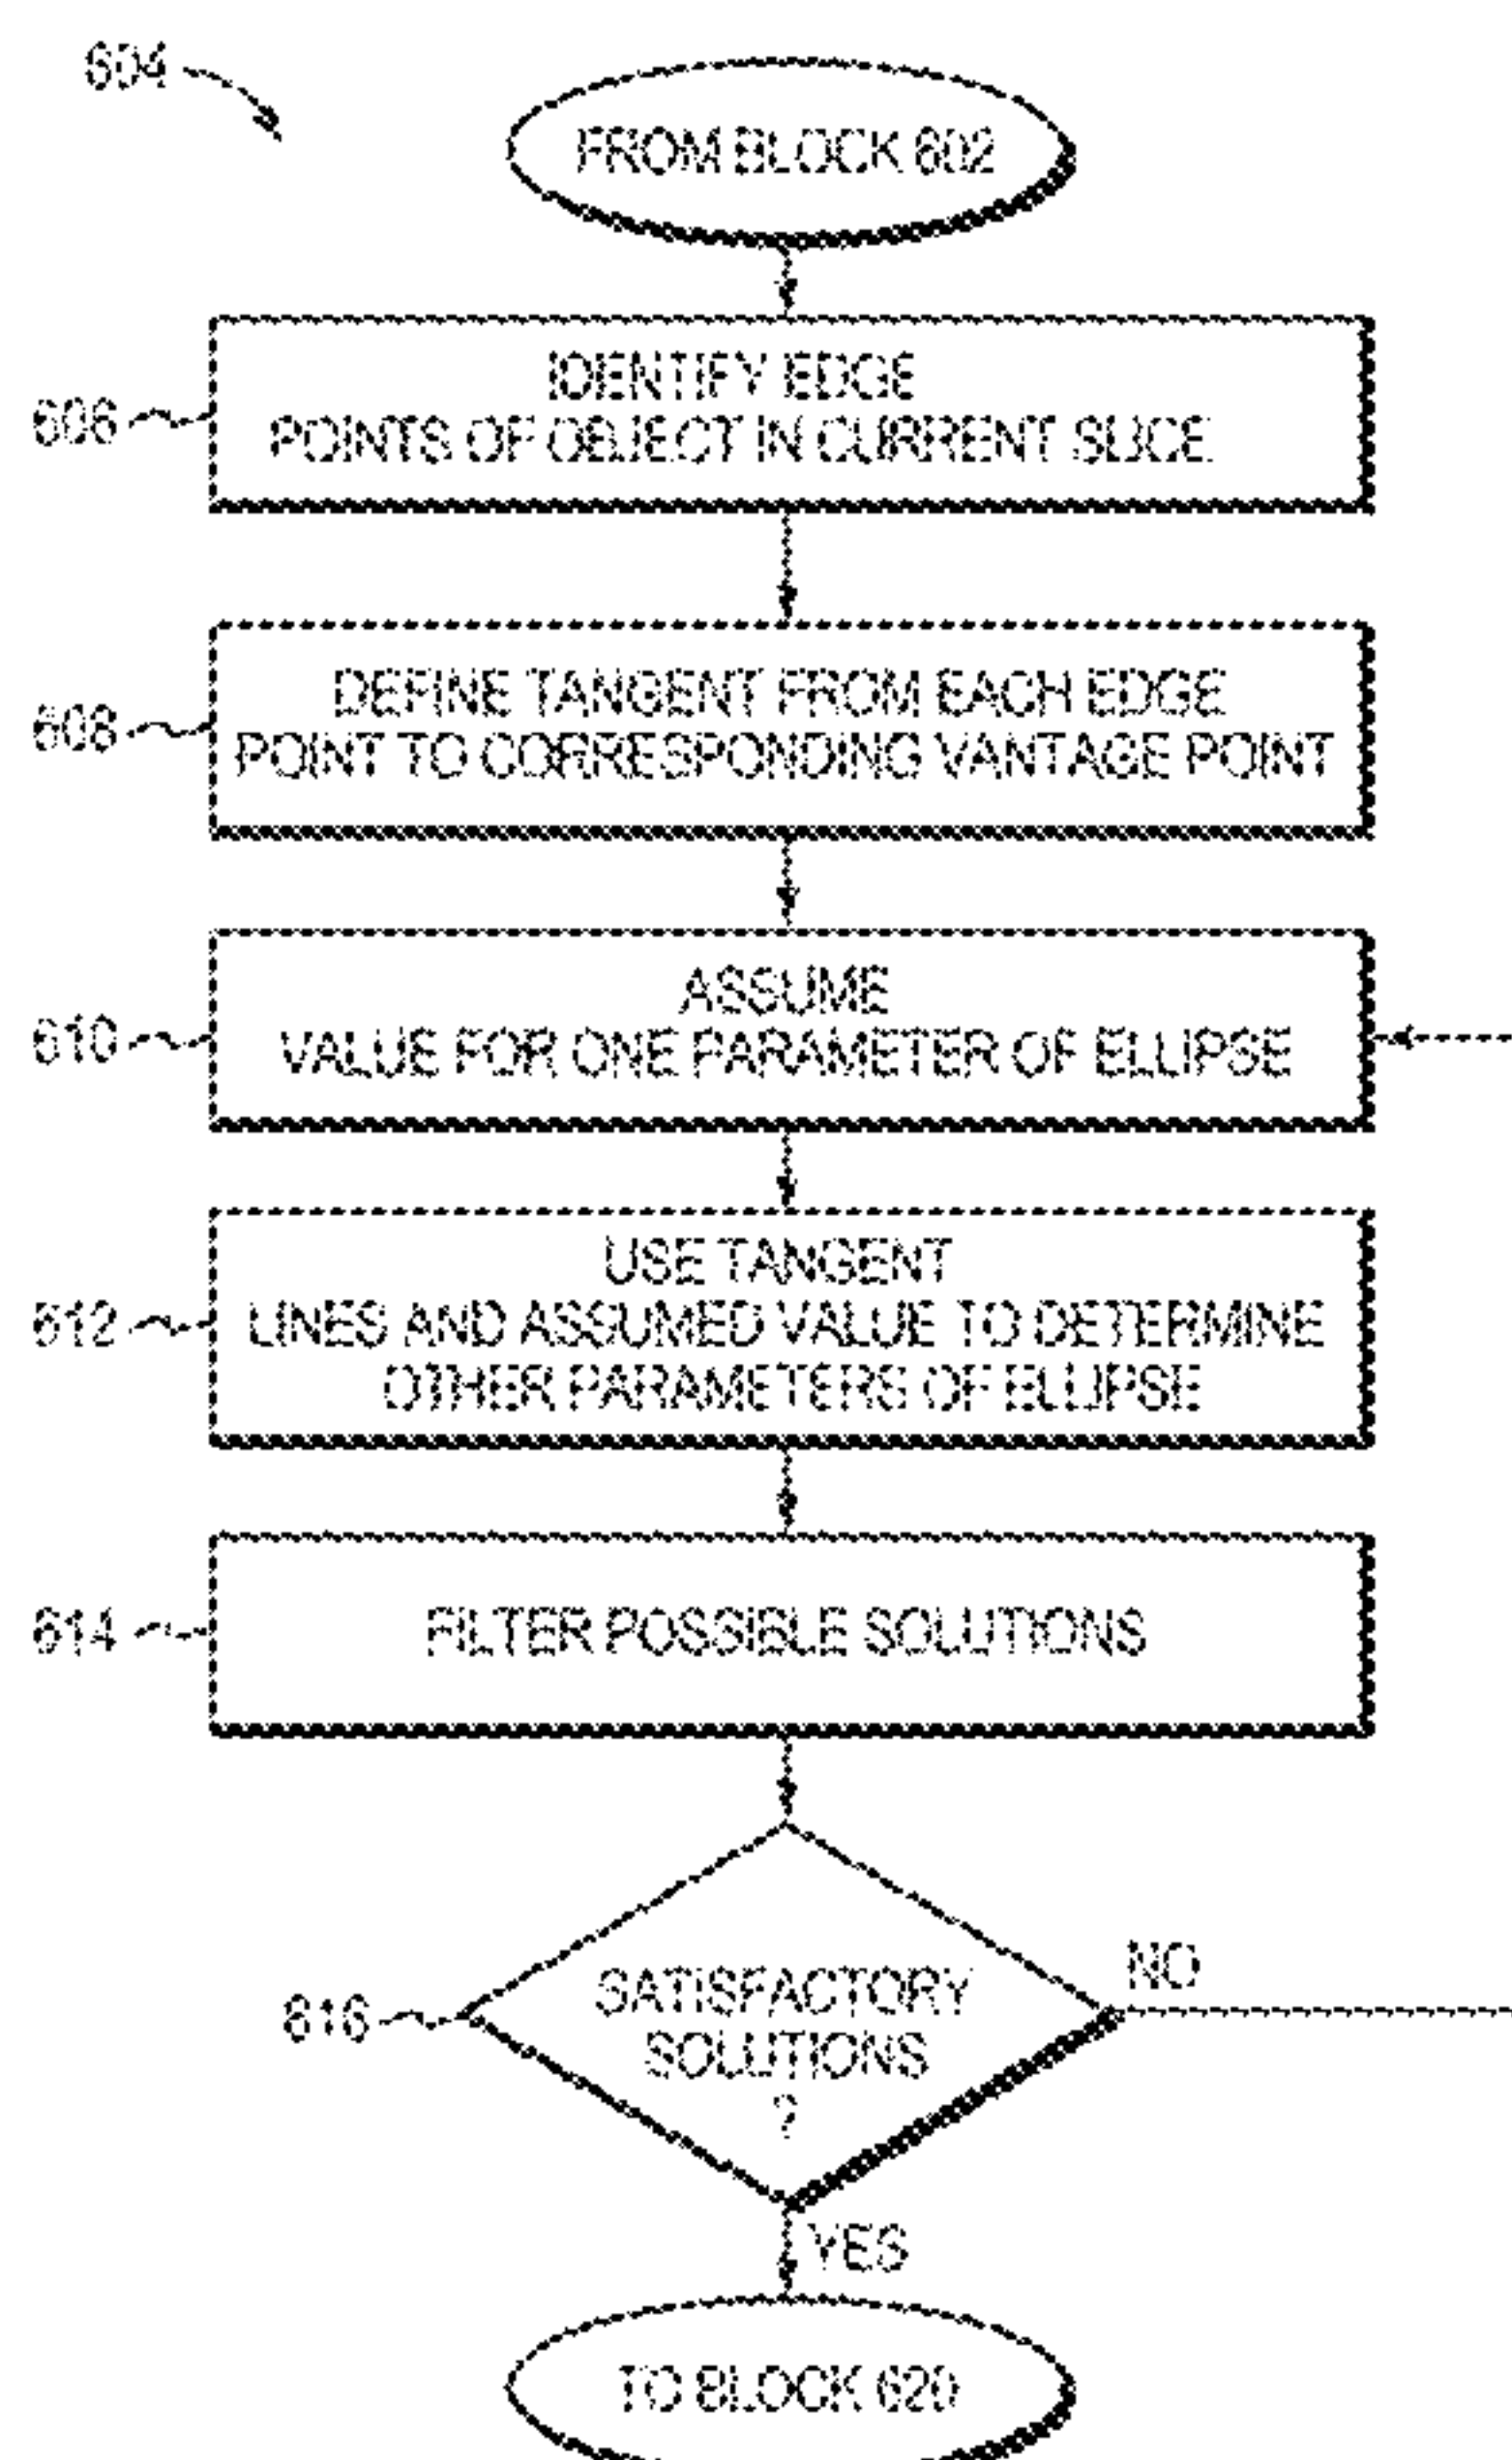 604
FROM BLOCK 602
606
IDENTIFY EDGE
POINTS OF OBJECT IN CURRENT SLICE
608
DEFINE TANGENT FROM EACH EDGE
POINT TO CORRESPONDING VANTAGE POINT
610
ASSUME
VALUE FOR ONE PARAMETER OF ELLIPSE
612
USE TANGENT
LINES AND ASSUMED VALUE TO DETERMINE
OTHER PARAMETERS OF ELLIPSE
614
FILTER POSSIBLE SOLUTIONS
616
SATISFACTORY
SOLUTIONS
?
NO
YES
TO BLOCK 620